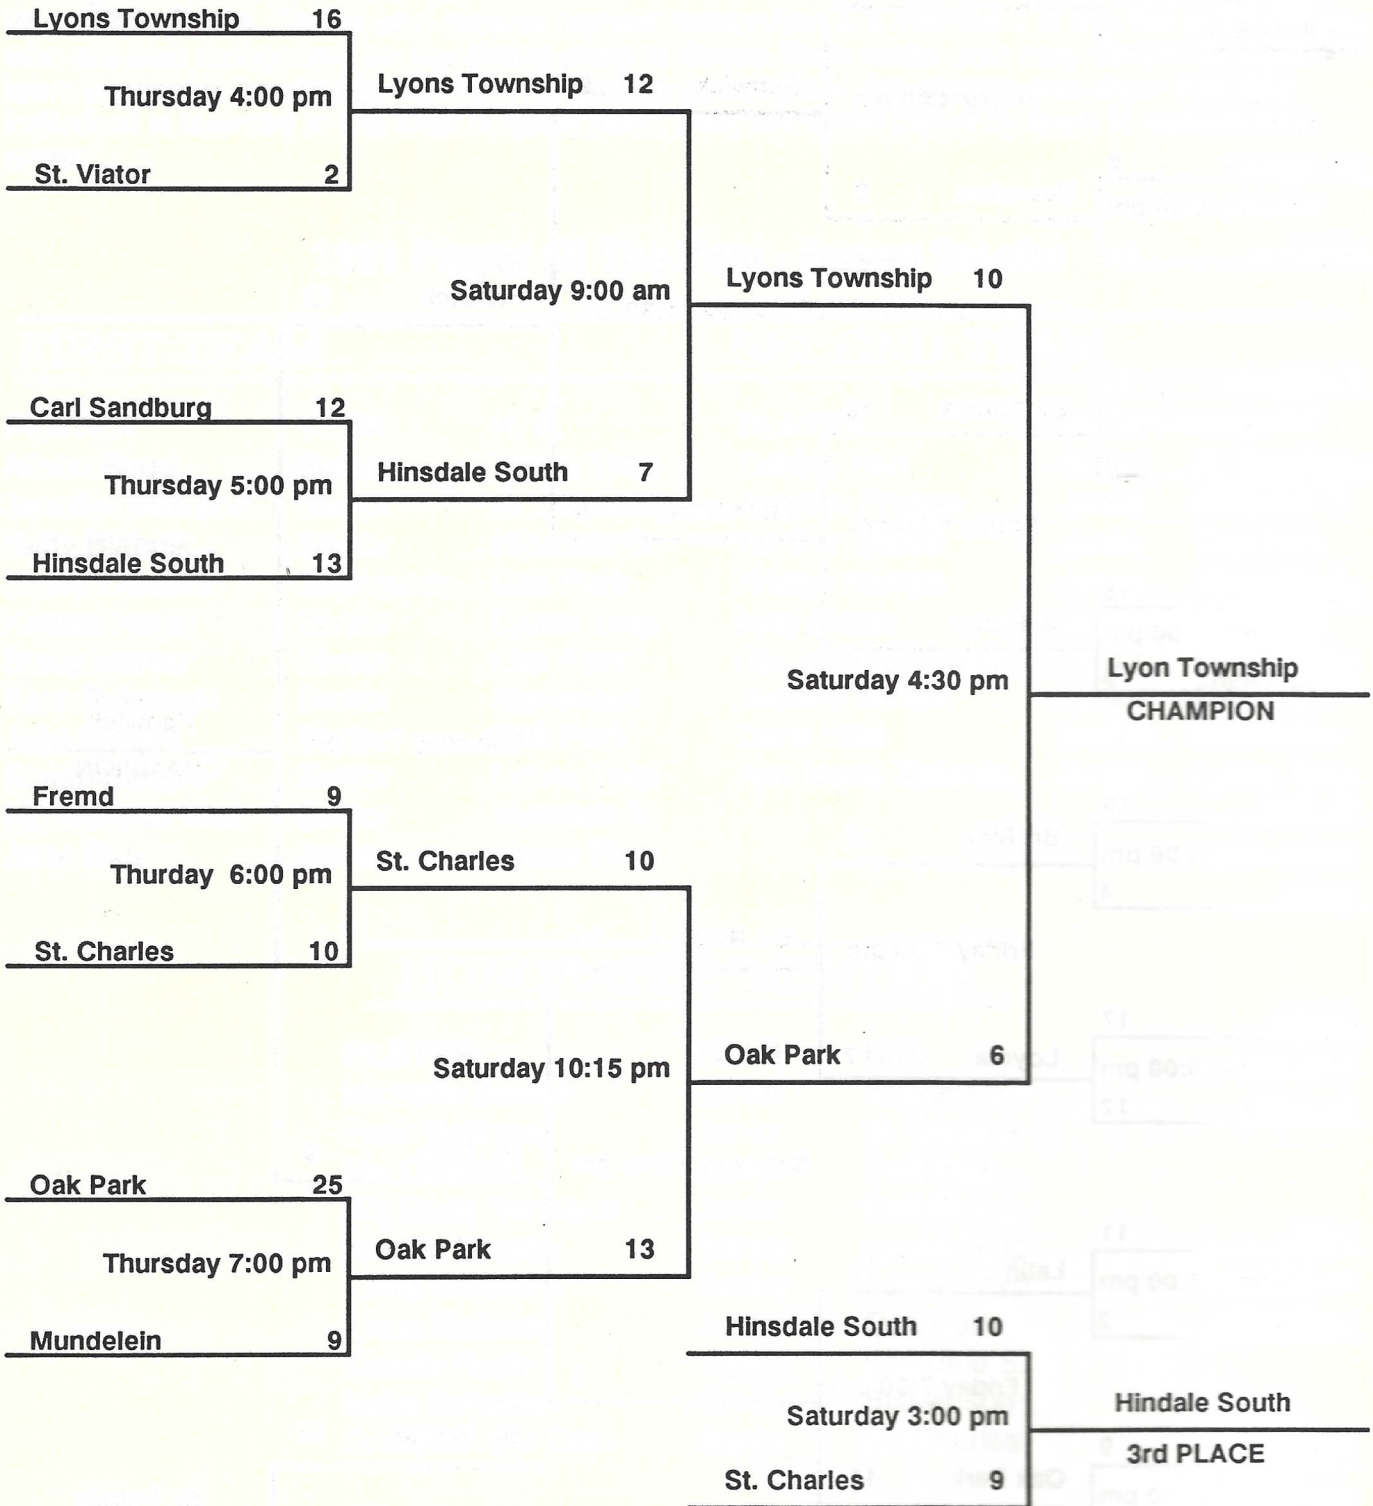 Lyons Township 16
Thursday 4:00 pm
St. Viator 2
Lyons Township 12
Saturday 9:00 am
Carl Sandburg 12
Thursday 5:00 pm
Hinsdale South 13
Hinsdale South 7
Lyons Township 10
Saturday 4:30 pm
Lyon Township
CHAMPION
Fremd 9
Thurday 6:00 pm
St. Charles 10
St. Charles 10
Saturday 10:15 pm
Oak Park 25
Thursday 7:00 pm
Mundelein 9
Oak Park 13
Oak Park 6
Hinsdale South 10
Saturday 3:00 pm
St. Charles 9
Hindale South
3rd PLACE